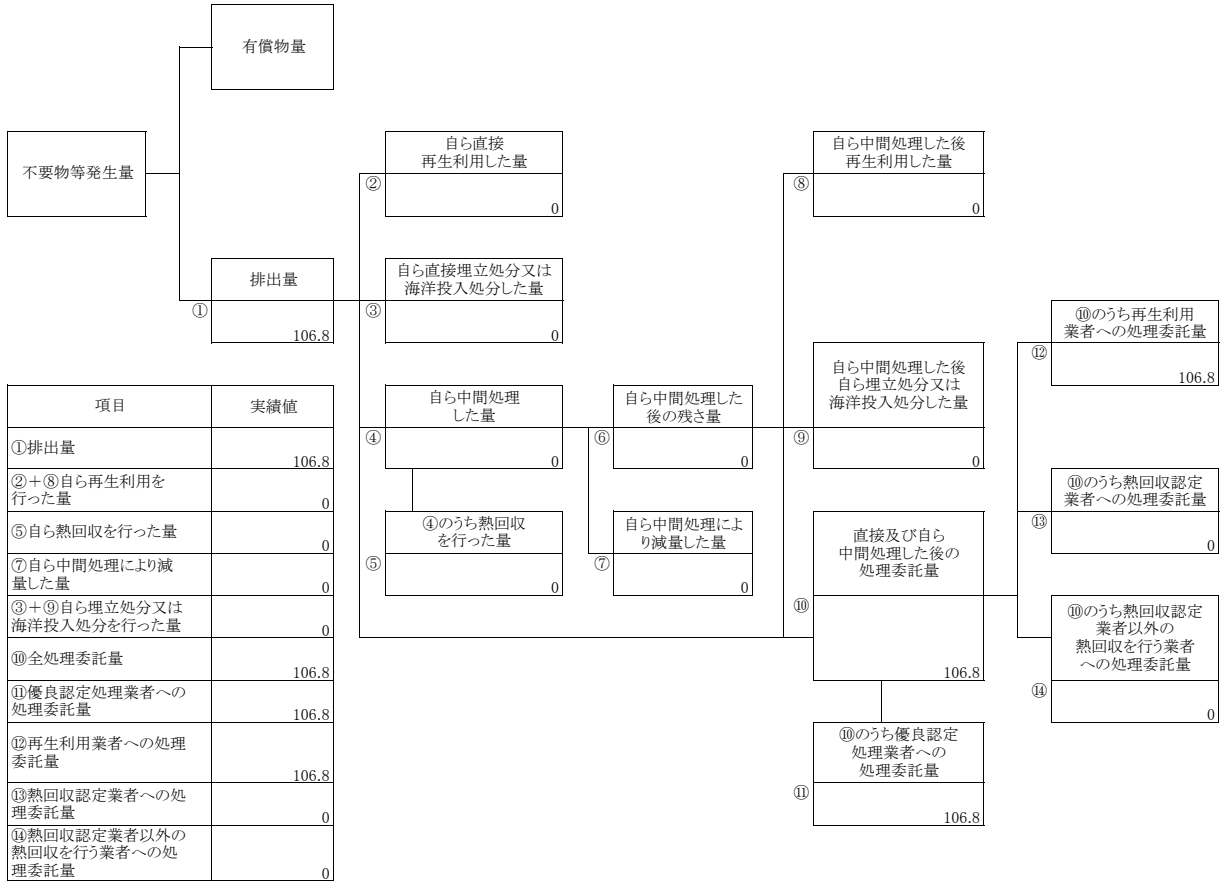 有償物量
不要物等発生量
排出量
①
106.8
自ら直接
再生利用した量
②
0
自ら直接埋立処分又は
海洋投入処分した量
③
0
自ら中間処理
した量
④
0
④のうち熱回収
を行った量
⑤
0
自ら中間処理した
後の残さ量
⑥
0
自ら中間処理によ
り減量した量
⑦
0
自ら中間処理した後
再生利用した量
⑧
0
自ら中間処理した後
自ら埋立処分又は
海洋投入処分した量
⑨
0
直接及び自ら
中間処理した後の
処理委託量
⑩
106.8
⑩のうち優良認定
処理業者への
処理委託量
⑪
106.8
⑩のうち再生利用
業者への処理委託量
⑫
106.8
⑩のうち熱回収認定
業者への処理委託量
⑬
0
⑩のうち熱回収認定
業者以外の
熱回収を行う業者
への処理委託量
⑭
0
項目 実績値
①排出量
106.8
②+⑧自ら再生利用を
行った量
0
⑤自ら熱回収を行った量
0
⑦自ら中間処理により減
量した量
0
③+⑨自ら埋立処分又は
海洋投入処分を行った量
0
⑩全処理委託量
106.8
⑪優良認定処理業者への
処理委託量
106.8
⑫再生利用業者への処理
委託量
106.8
⑬熱回収認定業者への処
理委託量
0
⑭熱回収認定業者以外の
熱回収を行う業者への処
理委託量
0